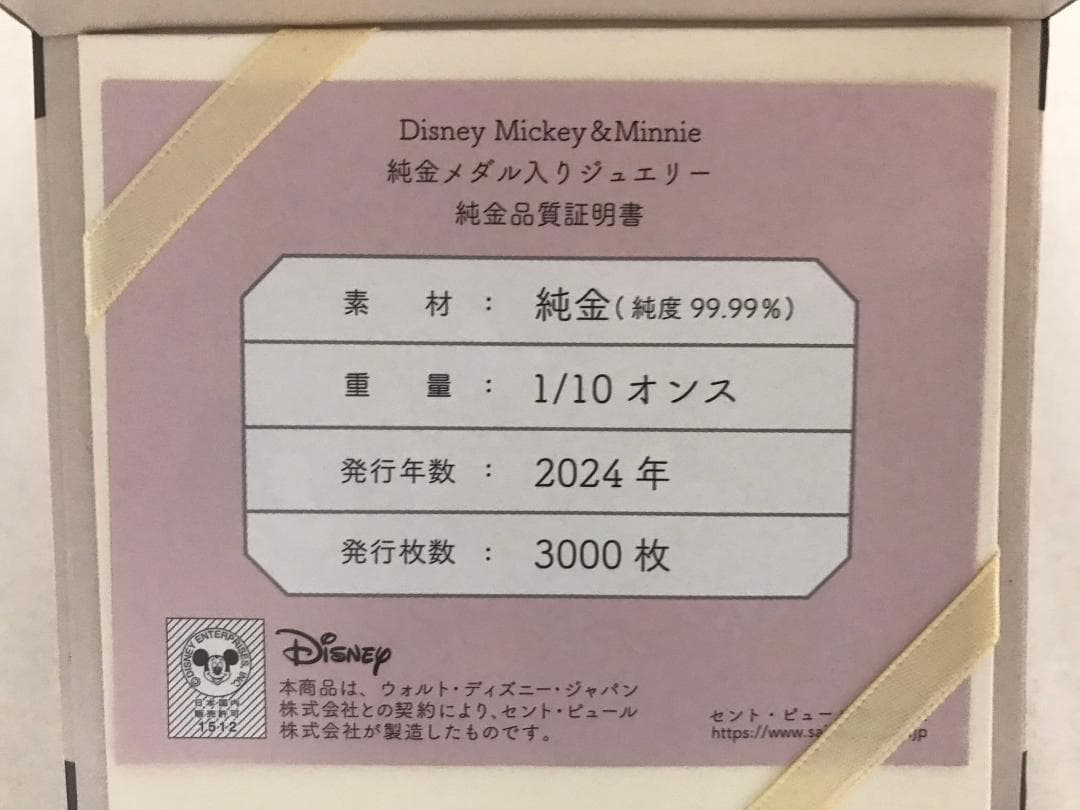 Disney Mickey&Minnie
純金メダル入りジュエリー
純金品質証明書
素 材 : 純金(純度 99.99%)
重 量 : 1/10 オンス
発行年数 : 2024 年
発行枚数 : 3000 枚
©DISNEY ENTERPRISES, INC.
日本国内
販売許可
1512
Disney
本商品は、ウォルト・ディズニー・ジャパン
株式会社との契約により、セント・ピュール
株式会社が製造したものです。
セント・ピュー
https://www.sa jp